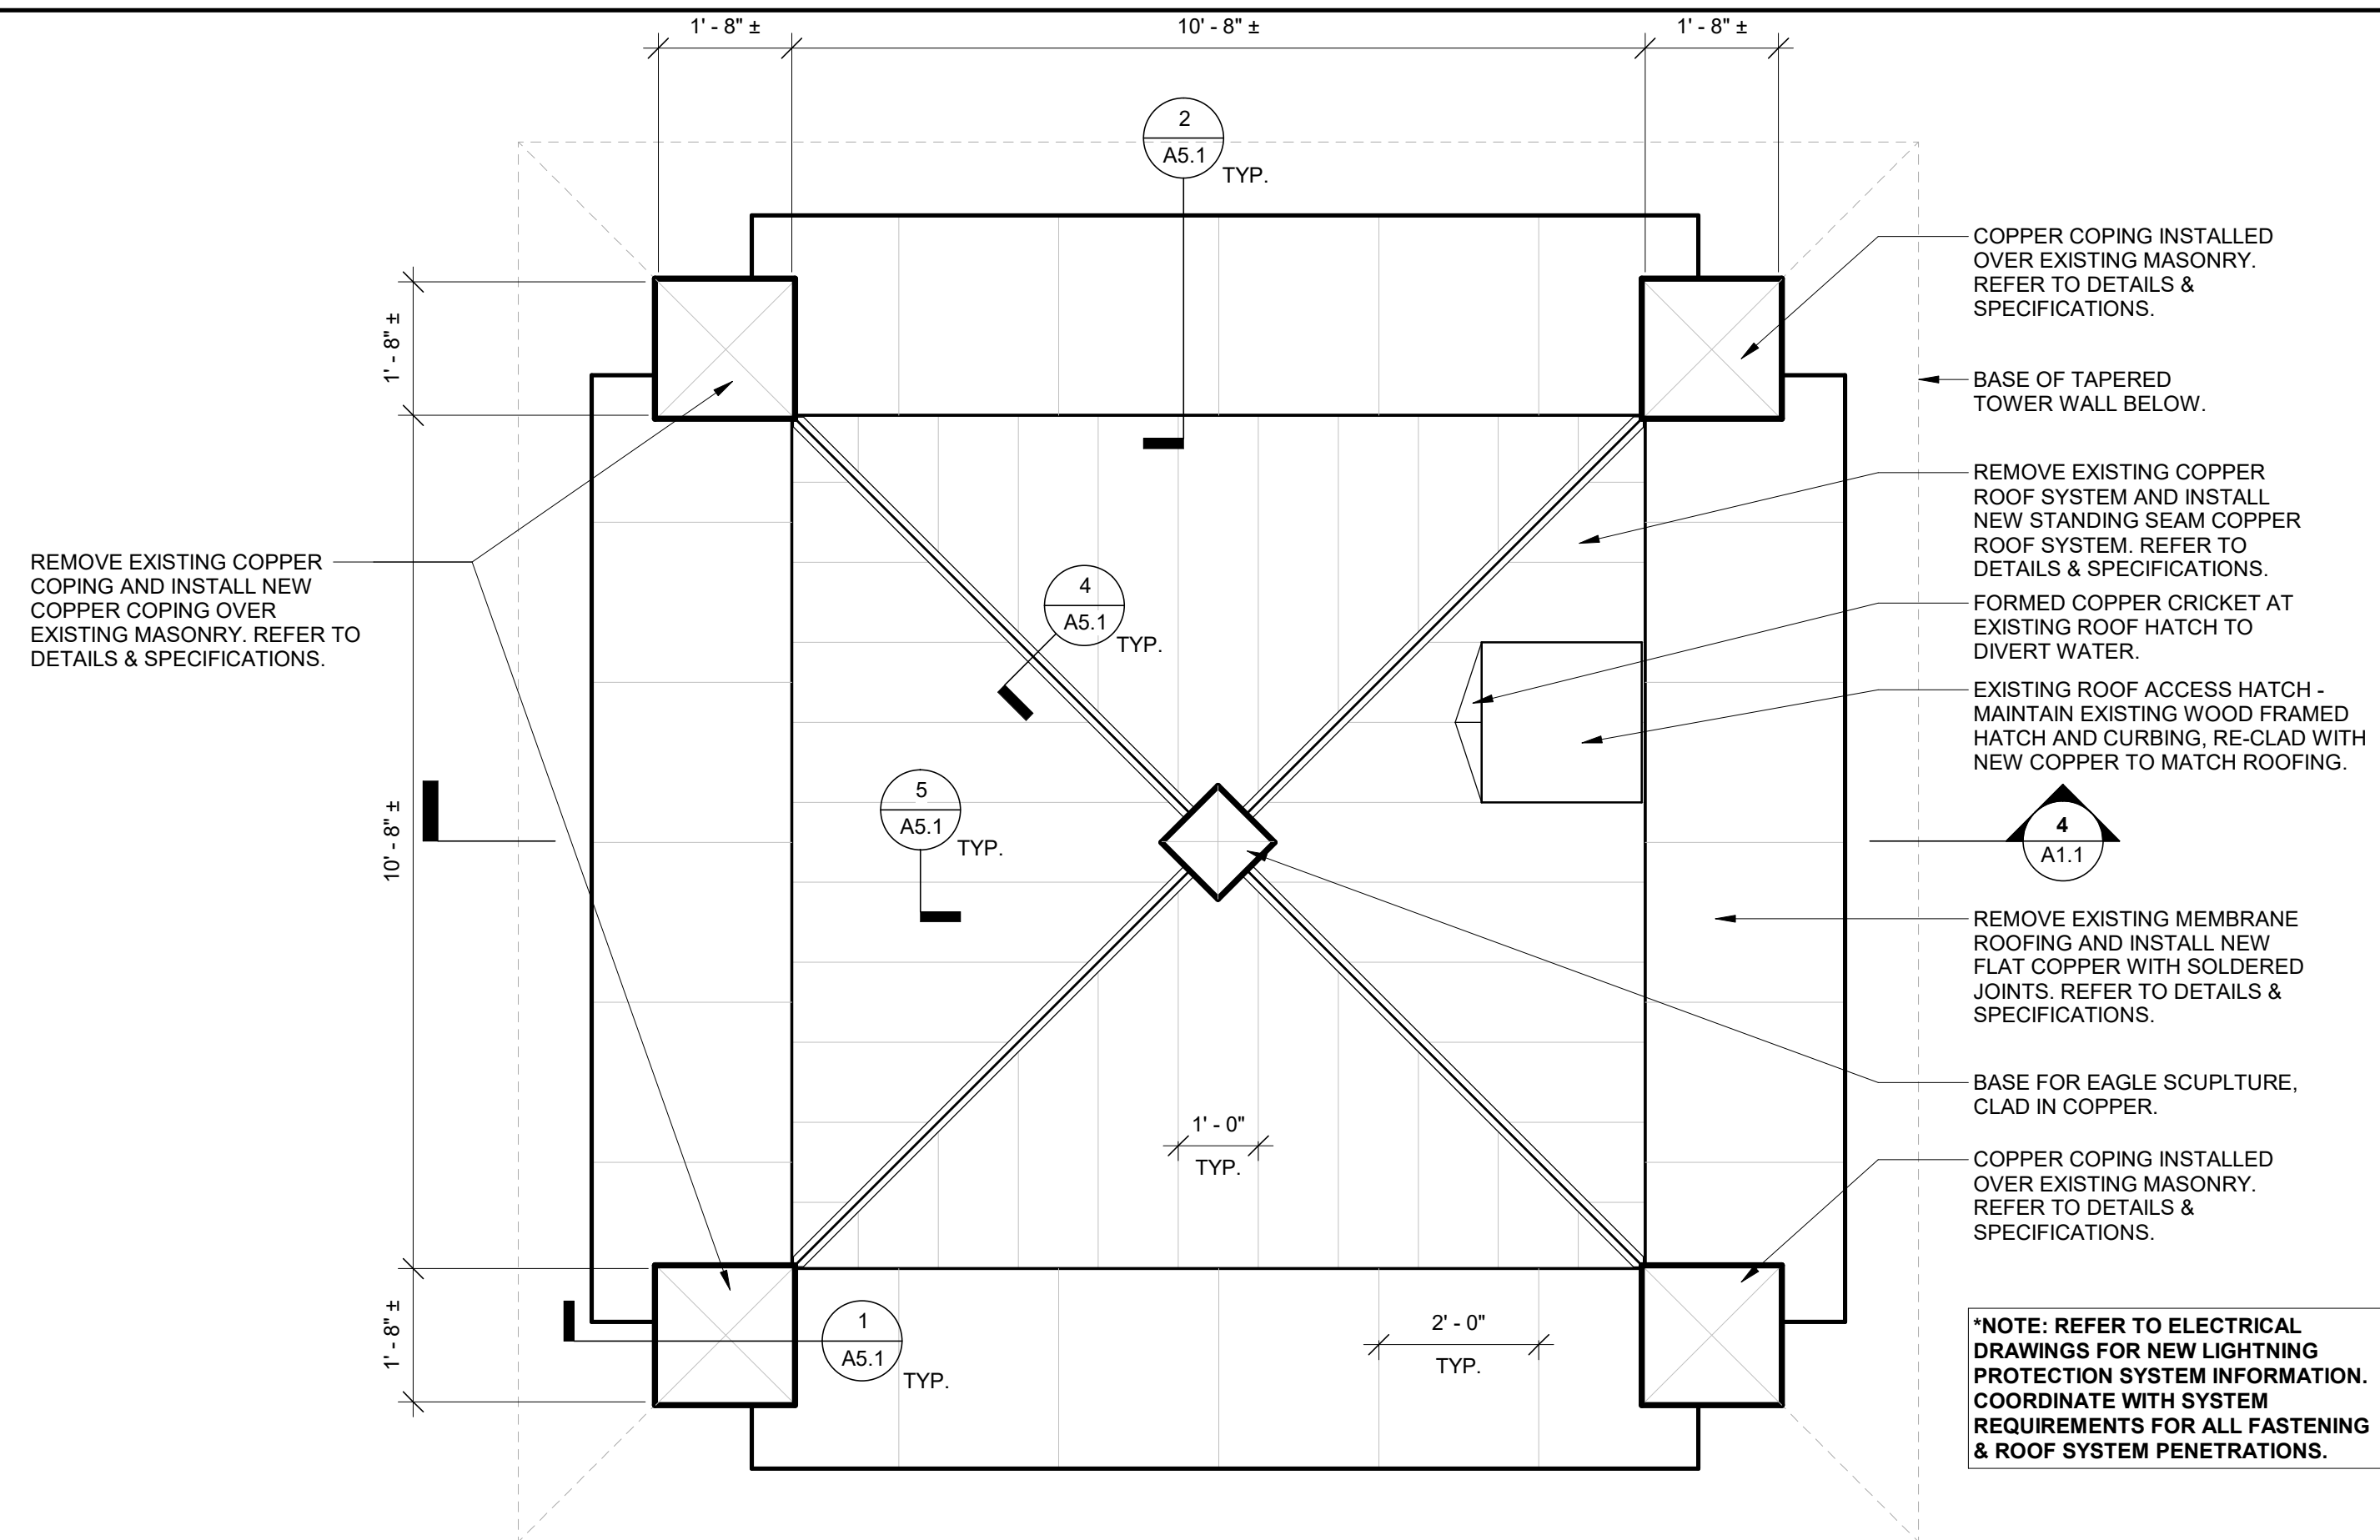 1' - 8" ±
10' - 8" ±
1' - 8" ±
2
A5.1
TYP.
1' - 8" ±
10' - 8" ±
1' - 8" ±
REMOVE EXISTING COPPER
COPING AND INSTALL NEW
COPPER COPING OVER
EXISTING MASONRY. REFER TO
DETAILS & SPECIFICATIONS.
4
A5.1
TYP.
5
A5.1
TYP.
1' - 0"
TYP.
1
A5.1
TYP.
2' - 0"
TYP.
COPPER COPING INSTALLED
OVER EXISTING MASONRY.
REFER TO DETAILS &
SPECIFICATIONS.
BASE OF TAPERED
TOWER WALL BELOW.
REMOVE EXISTING COPPER
ROOF SYSTEM AND INSTALL
NEW STANDING SEAM COPPER
ROOF SYSTEM. REFER TO
DETAILS & SPECIFICATIONS.
FORMED COPPER CRICKET AT
EXISTING ROOF HATCH TO
DIVERT WATER.
EXISTING ROOF ACCESS HATCH -
MAINTAIN EXISTING WOOD FRAMED
HATCH AND CURBING, RE-CLAD WITH
NEW COPPER TO MATCH ROOFING.
4
A1.1
REMOVE EXISTING MEMBRANE
ROOFING AND INSTALL NEW
FLAT COPPER WITH SOLDERED
JOINTS. REFER TO DETAILS &
SPECIFICATIONS.
BASE FOR EAGLE SCUPLTURE,
CLAD IN COPPER.
COPPER COPING INSTALLED
OVER EXISTING MASONRY.
REFER TO DETAILS &
SPECIFICATIONS.
*NOTE: REFER TO ELECTRICAL
DRAWINGS FOR NEW LIGHTNING
PROTECTION SYSTEM INFORMATION.
COORDINATE WITH SYSTEM
REQUIREMENTS FOR ALL FASTENING
& ROOF SYSTEM PENETRATIONS.